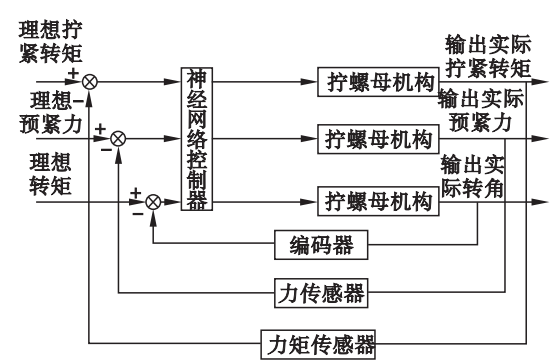 理想拧
紧转矩
+
−
理想
预紧力
+
−
理想
转矩
+
−
神经网络控制器
拧螺母机构
拧螺母机构
拧螺母机构
输出实际
拧紧转矩
输出实际
预紧力
输出实
际转角
编码器
力传感器
力矩传感器